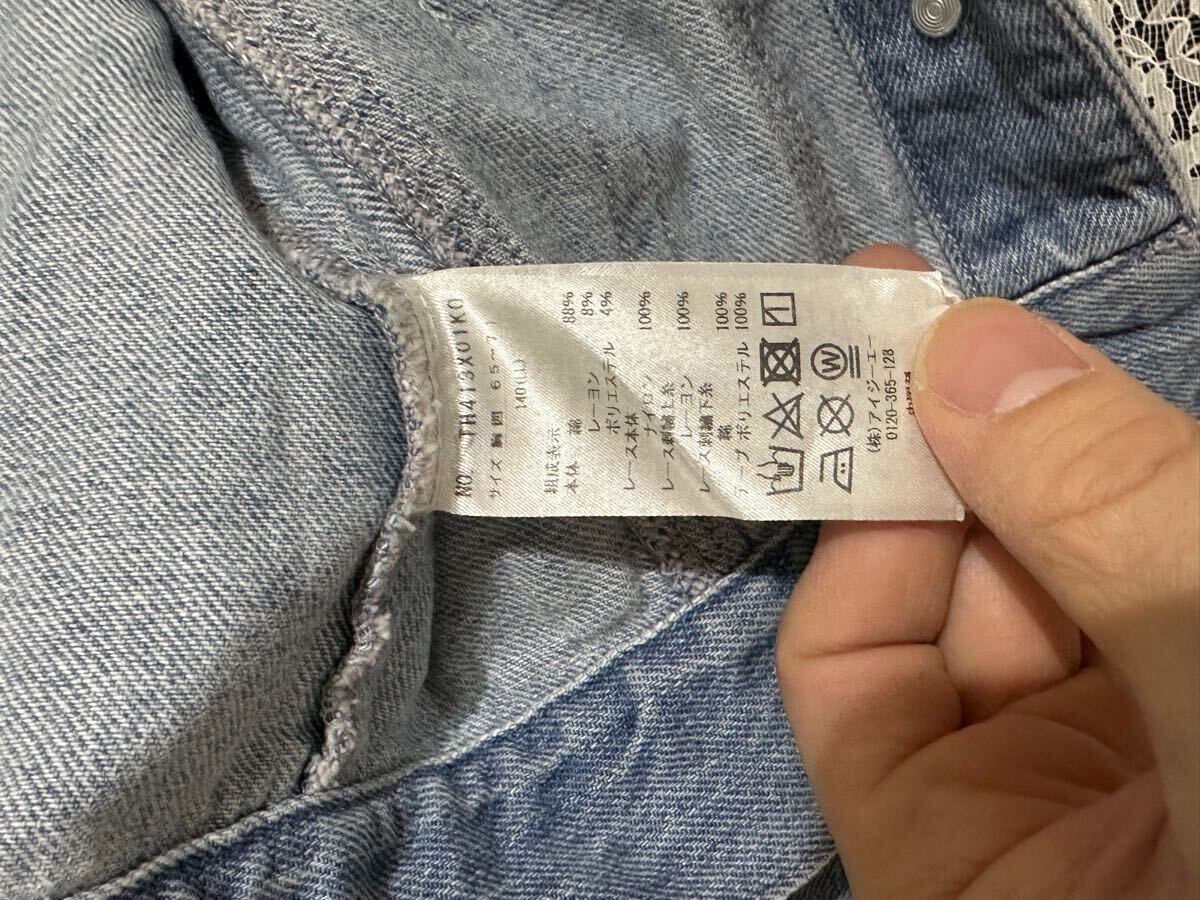 NO. TH413X01K0
サイズ 胸囲 65~
140(L)
組成表示
本体 綿 88%
レーヨン 8%
ポリエステル 4%
レース本体
ナイロン 100%
レース刺繍上糸
レーヨン 100%
レース刺繍下糸
綿 100%
テープ ポリエステル 100%
W
(株)アイジーエー
0120-365-128